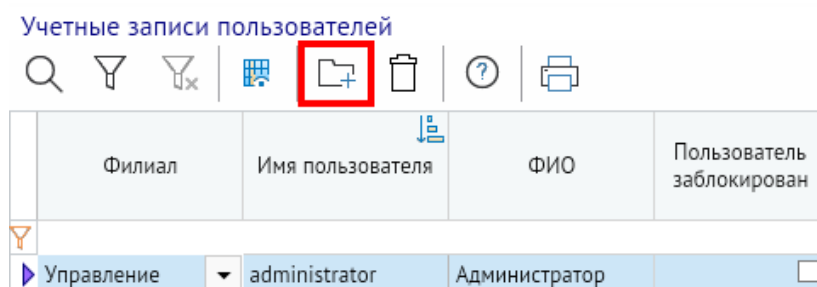 Учетные записи пользователей
Филиал
Имя пользователя
ФИО
Пользователь
заблокирован
Управление administrator Администратор